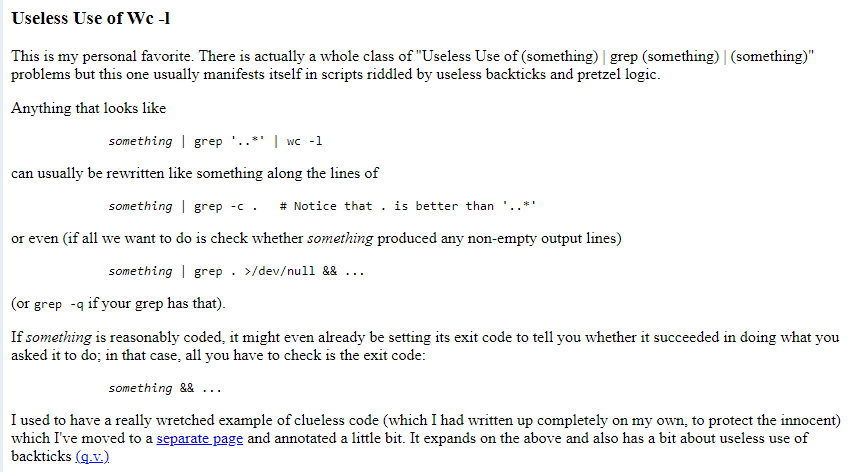 Useless Use of Wc -l
This is my personal favorite. There is actually a whole class of "Useless Use of (something) | grep (something) | (something)"
problems but this one usually manifests itself in scripts riddled by useless backticks and pretzel logic.
Anything that looks like
something | grep '..*' | wc -l
can usually be rewritten like something along the lines of
something | grep -c .   # Notice that . is better than '..*'
or even (if all we want to do is check whether something produced any non-empty output lines)
something | grep . >/dev/null && ...
(or grep -q if your grep has that).
If something is reasonably coded, it might even already be setting its exit code to tell you whether it succeeded in doing what you
asked it to do; in that case, all you have to check is the exit code:
something && ...
I used to have a really wretched example of clueless code (which I had written up completely on my own, to protect the innocent)
which I've moved to a separate page and annotated a little bit. It expands on the above and also has a bit about useless use of
backticks (q.v.)